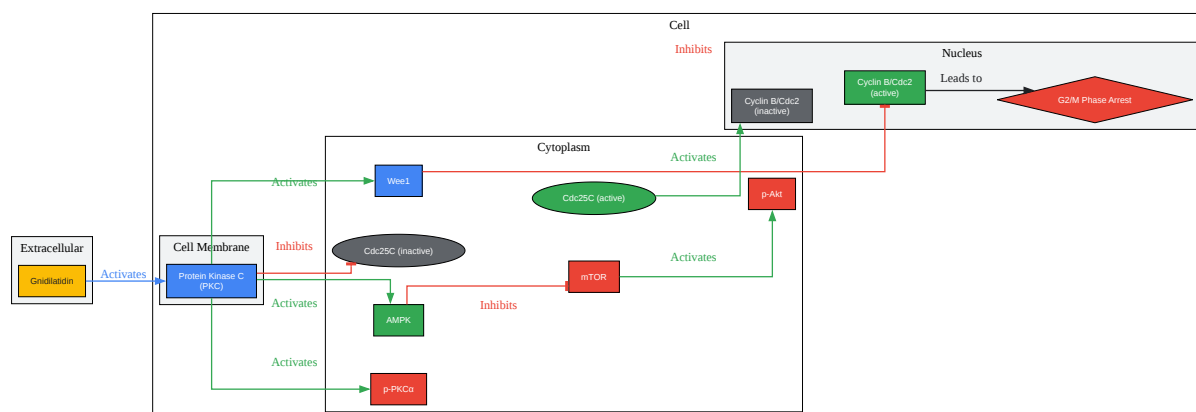 Cell
Inhibits
Nucleus
Cyclin B/Cdc2
(active)
Leads to
Cyclin B/Cdc2
(inactive)
G2/M Phase Arrest
Cytoplasm
Activates
Wee1
Activates
Cdc25C (active)
p-Akt
Extracellular
Cell Membrane
Inhibits
Cdc25C (inactive)
Activates
Gnidilatidin
Activates
Protein Kinase C
(PKC)
mTOR
Activates
Inhibits
AMPK
Activates
p-PKCα